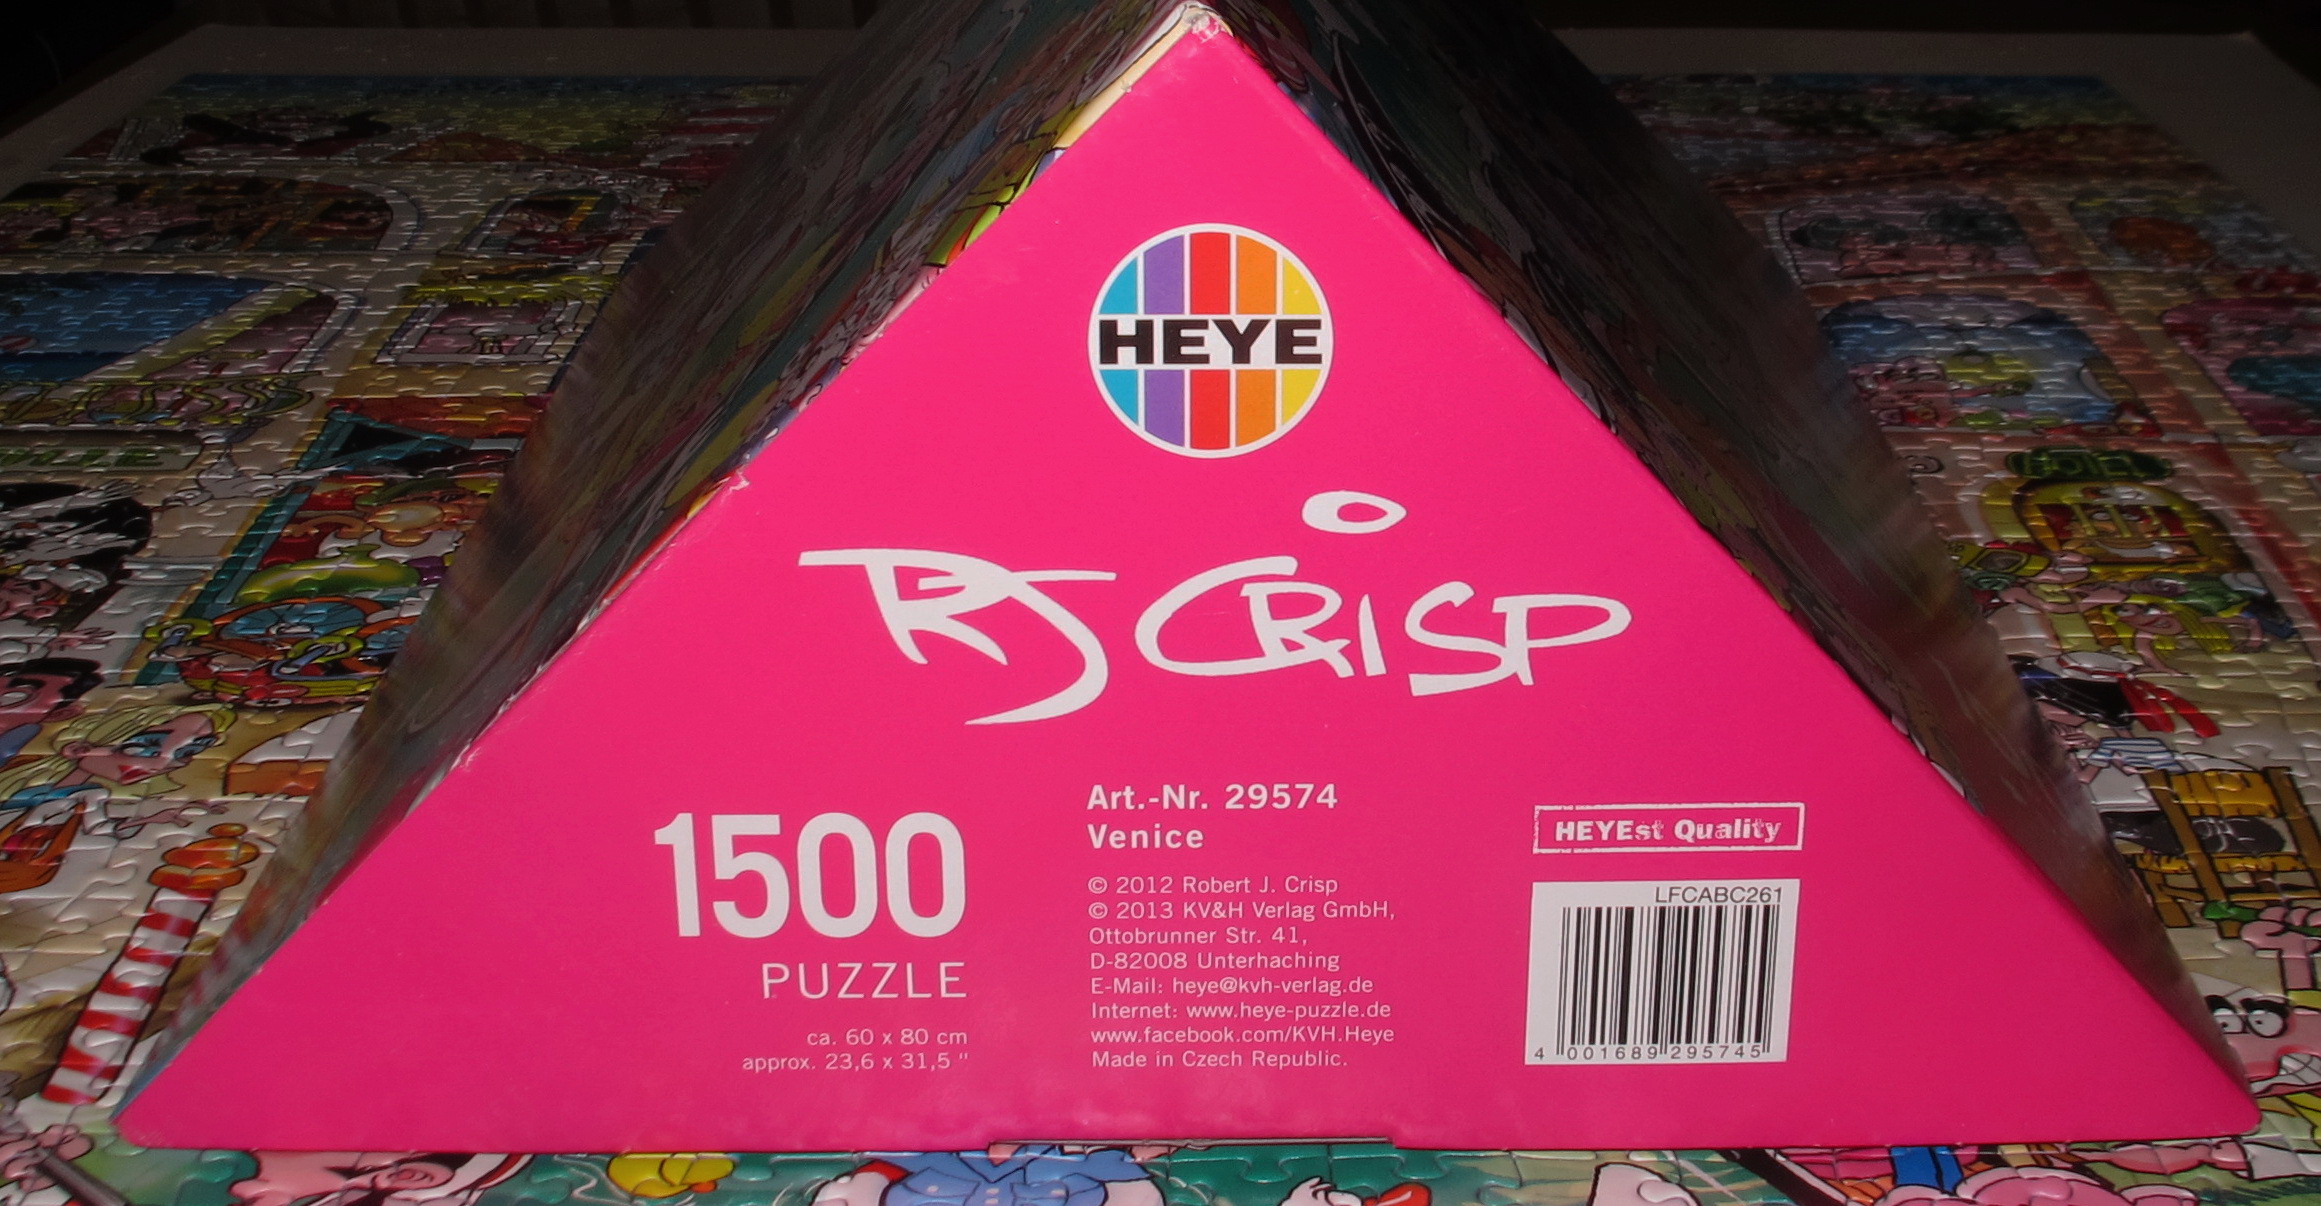 HEYE
RJ CRiSP
1500
PUZZLE
ca. 60 x 80 cm
approx. 23,6 x 31,5 "
Art.-Nr. 29574
Venice
© 2012 Robert J. Crisp
© 2013 KV&H Verlag GmbH,
Ottobrunner Str. 41,
D-82008 Unterhaching
E-Mail: heye@kvh-verlag.de
Internet: www.heye-puzzle.de
www.facebook.com/KVH.Heye
Made in Czech Republic.
HEYEst Quality
LFCABC261
4 001689 295745
HOTEL